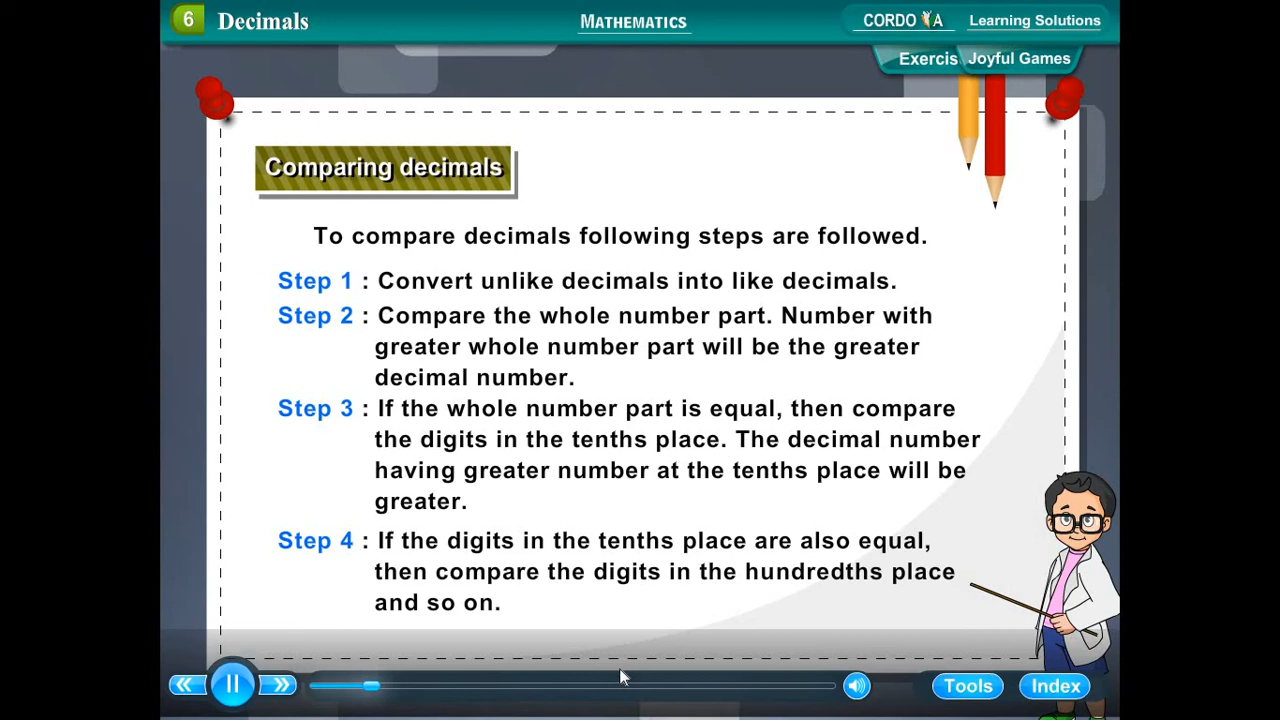 6 Decimals
MATHEMATICS
CORDO A Learning Solutions
Exercis Joyful Games
Comparing decimals
To compare decimals following steps are followed.
Step 1 : Convert unlike decimals into like decimals.
Step 2 : Compare the whole number part. Number with
greater whole number part will be the greater
decimal number.
Step 3 : If the whole number part is equal, then compare
the digits in the tenths place. The decimal number
having greater number at the tenths place will be
greater.
Step 4 : If the digits in the tenths place are also equal,
then compare the digits in the hundredths place
and so on.
Tools Index